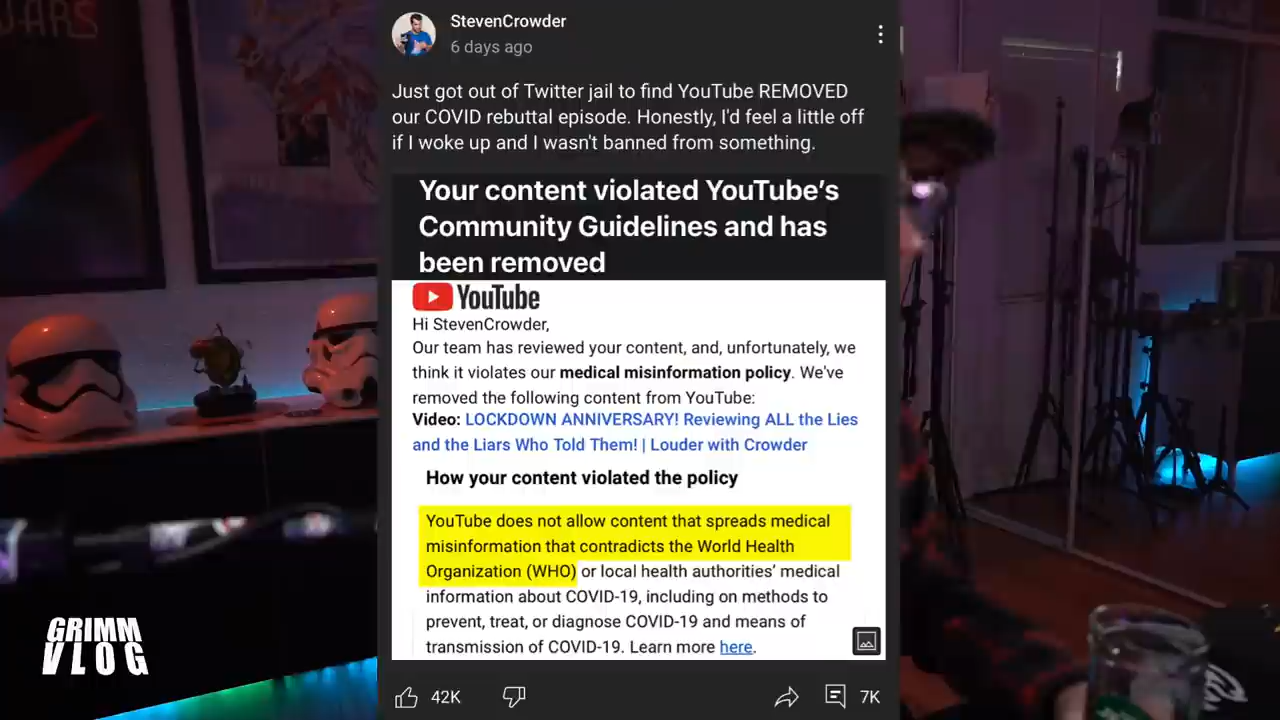 StevenCrowder
6 days ago
Just got out of Twitter jail to find YouTube REMOVED
our COVID rebuttal episode. Honestly, I'd feel a little off
if I woke up and I wasn't banned from something.
Your content violated YouTube's
Community Guidelines and has
been removed
YouTube
Hi StevenCrowder,
Our team has reviewed your content, and, unfortunately, we
think it violates our medical misinformation policy. We've
removed the following content from YouTube:
Video: LOCKDOWN ANNIVERSARY! Reviewing ALL the Lies
and the Liars Who Told Them! | Louder with Crowder
How your content violated the policy
YouTube does not allow content that spreads medical
misinformation that contradicts the World Health
Organization (WHO) or local health authorities' medical
information about COVID-19, including on methods to
prevent, treat, or diagnose COVID-19 and means of
transmission of COVID-19. Learn more here.
42K
7K
GRIMM
VLOG